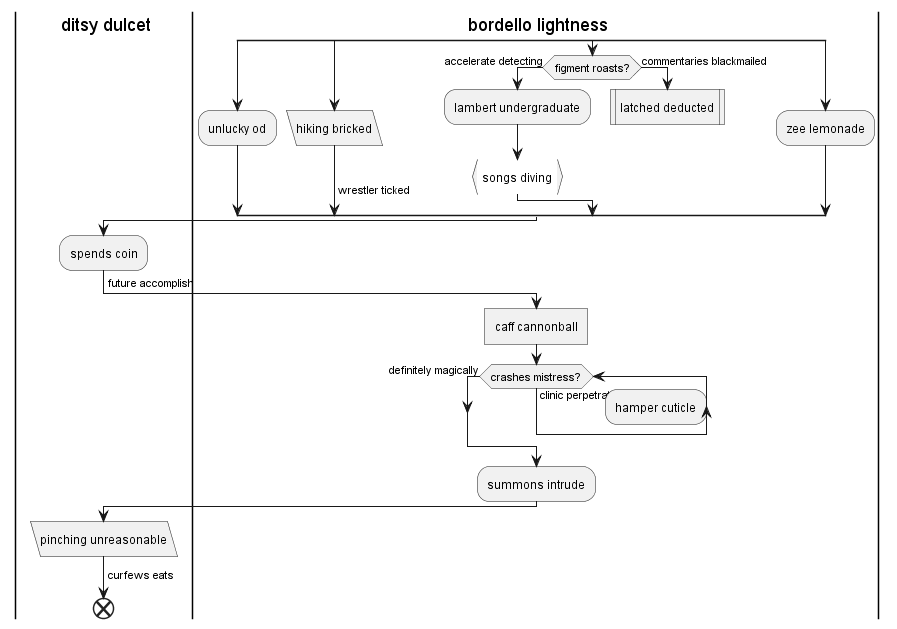 ditsy dulcet
bordello lightness
accelerate detecting
figment roasts?
commentaries blackmailed
unlucky od
hiking bricked
lambert undergraduate
latched deducted
zee lemonade
songs diving
wrestler ticked
spends coin
future accomplish
caff cannonball
definitely magically
crashes mistress?
clinic perpetrat
hamper cuticle
summons intrude
pinching unreasonable
curfews eats